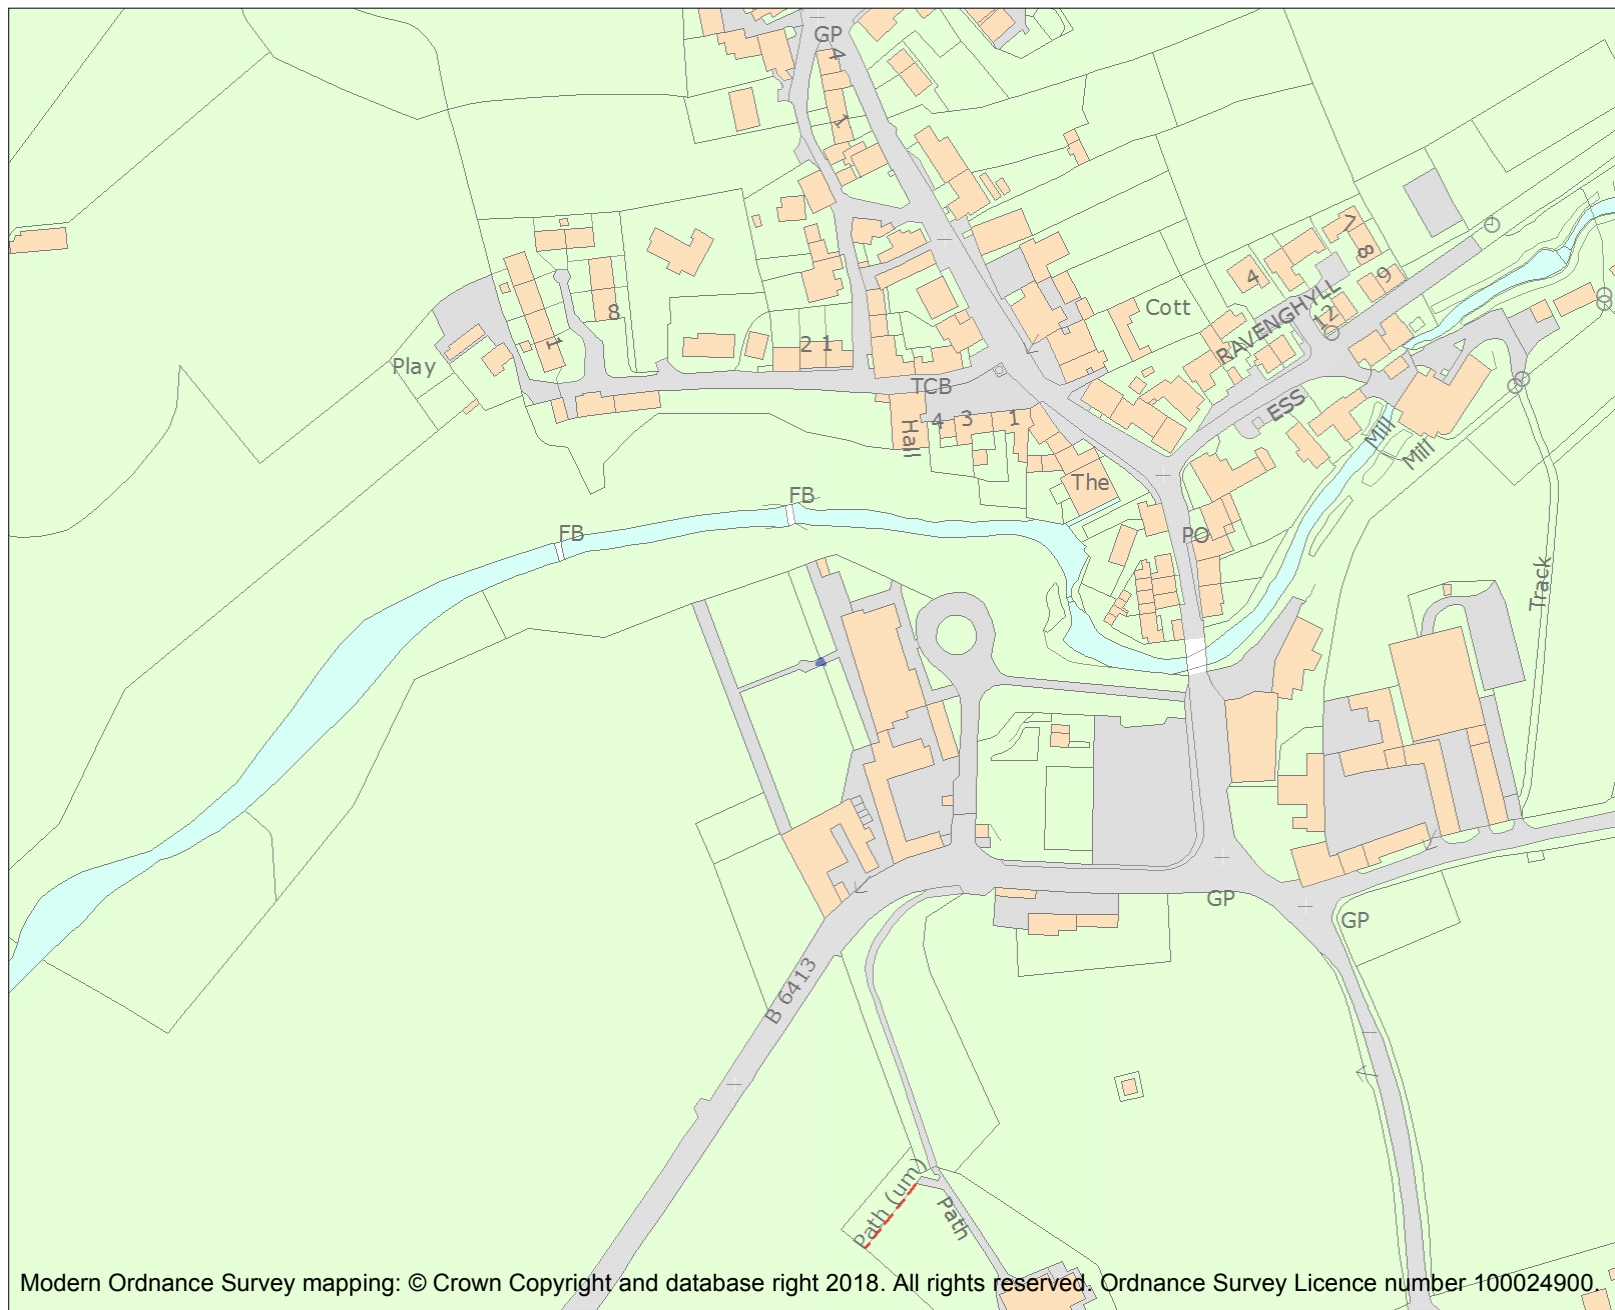 GP
4
1
7
8
9
4
Cott
RAVENGHYLL
12
8
1
2 1
Play
TCB
ESS
4 3 1
Hall
Mill
Mill
The
FB
FB
PO
Track
GP
GP
B 6413
Path (um)
Path
Modern Ordnance Survey mapping: © Crown Copyright and database right 2018. All rights reserved. Ordnance Survey Licence number 100024900.